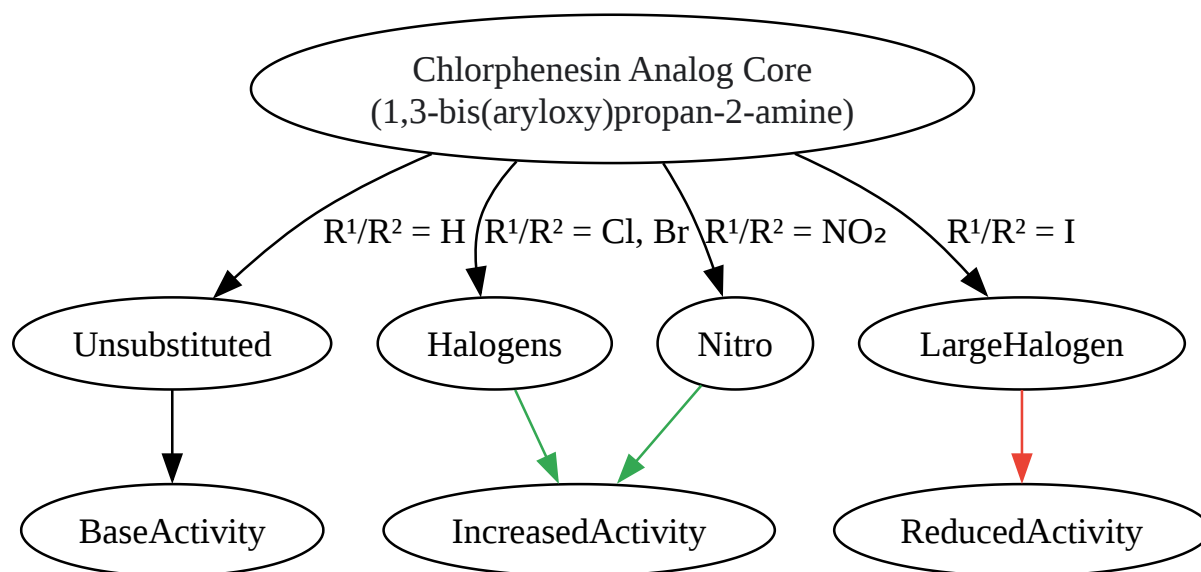 Chlorphenesin Analog Core
(1,3-bis(aryloxy)propan-2-amine)
R¹/R² = H
R¹/R² = Cl, Br
R¹/R² = NO₂
R¹/R² = I
Unsubstituted
Halogens
Nitro
LargeHalogen
BaseActivity
IncreasedActivity
ReducedActivity